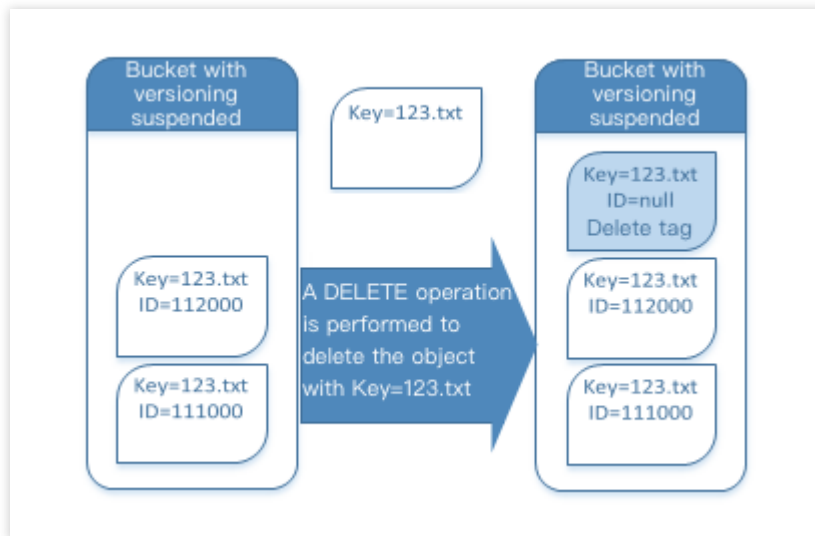 Bucket with
versioning
suspended
Key=123.txt
ID=112000
Key=123.txt
ID=111000
Key=123.txt
A DELETE operation
is performed to
delete the object
with Key=123.txt
Bucket with
versioning
suspended
Key=123.txt
ID=null
Delete tag
Key=123.txt
ID=112000
Key=123.txt
ID=111000